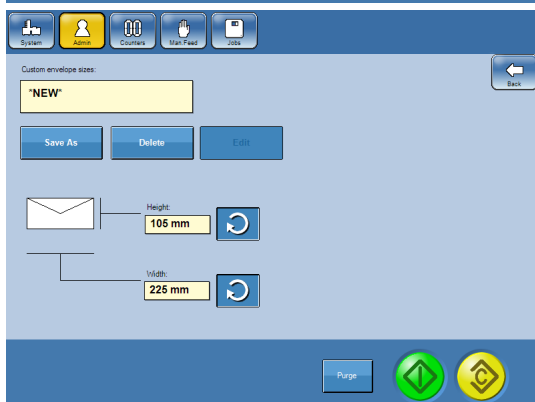 System
Admin
Counters
Man.Feed
Jobs
Custom envelope sizes:
*NEW*
Back
Save As
Delete
Edit
Height:
105 mm
Width:
225 mm
Purge
C